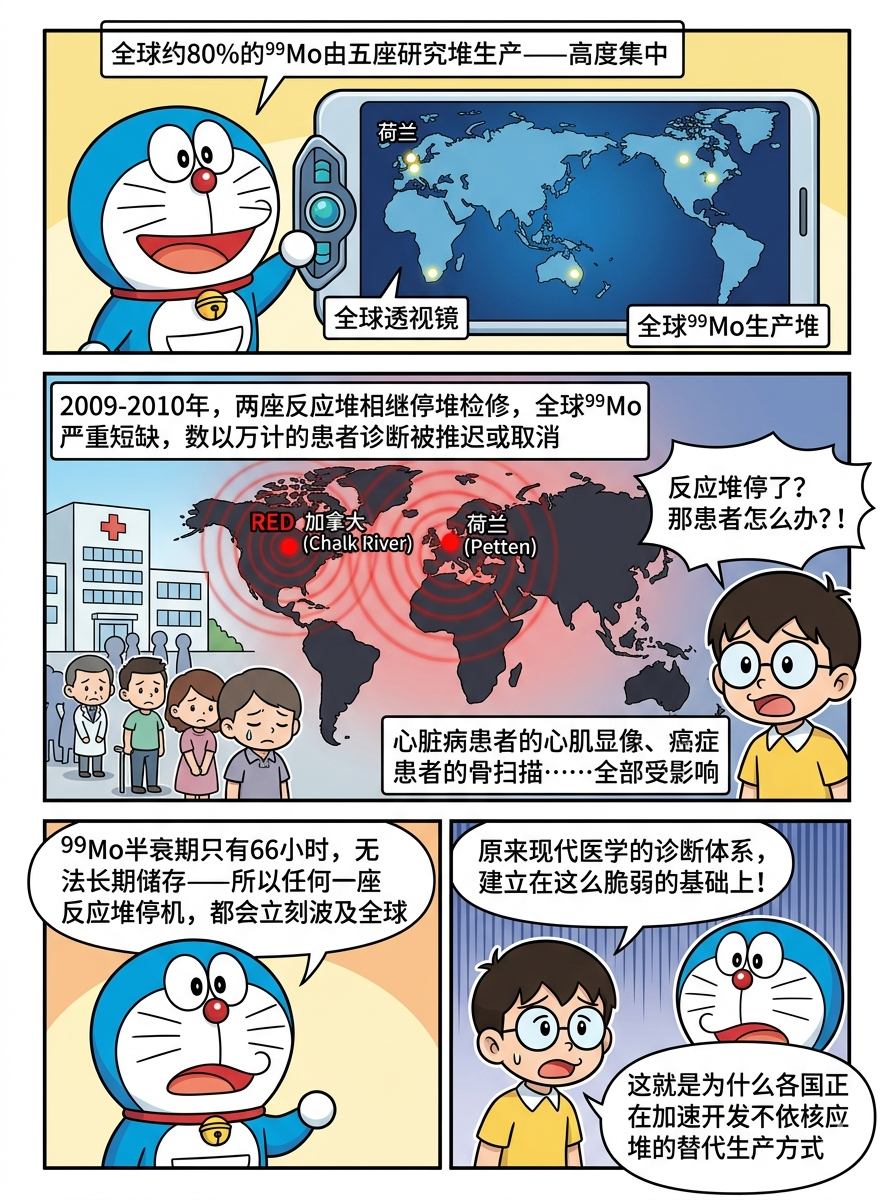 全球约80%的⁹⁹Mo由五座研究堆生产——高度集中
荷兰
全球透视镜
全球⁹⁹Mo生产堆
2009-2010年，两座反应堆相继停堆检修，全球⁹⁹Mo
严重短缺，数以万计的患者诊断被推迟或取消
反应堆停了？
那患者怎么办？！
RED 加拿大
(Chalk River)
荷兰
(Petten)
心脏病患者的心肌显像、癌症
患者的骨扫描……全部受影响
⁹⁹Mo半衰期只有66小时，无
法长期储存——所以任何一座
反应堆停机，都会立刻波及全球
原来现代医学的诊断体系，
建立在这么脆弱的基础上！
这就是为什么各国正
在加速开发不依核应
堆的替代生产方式